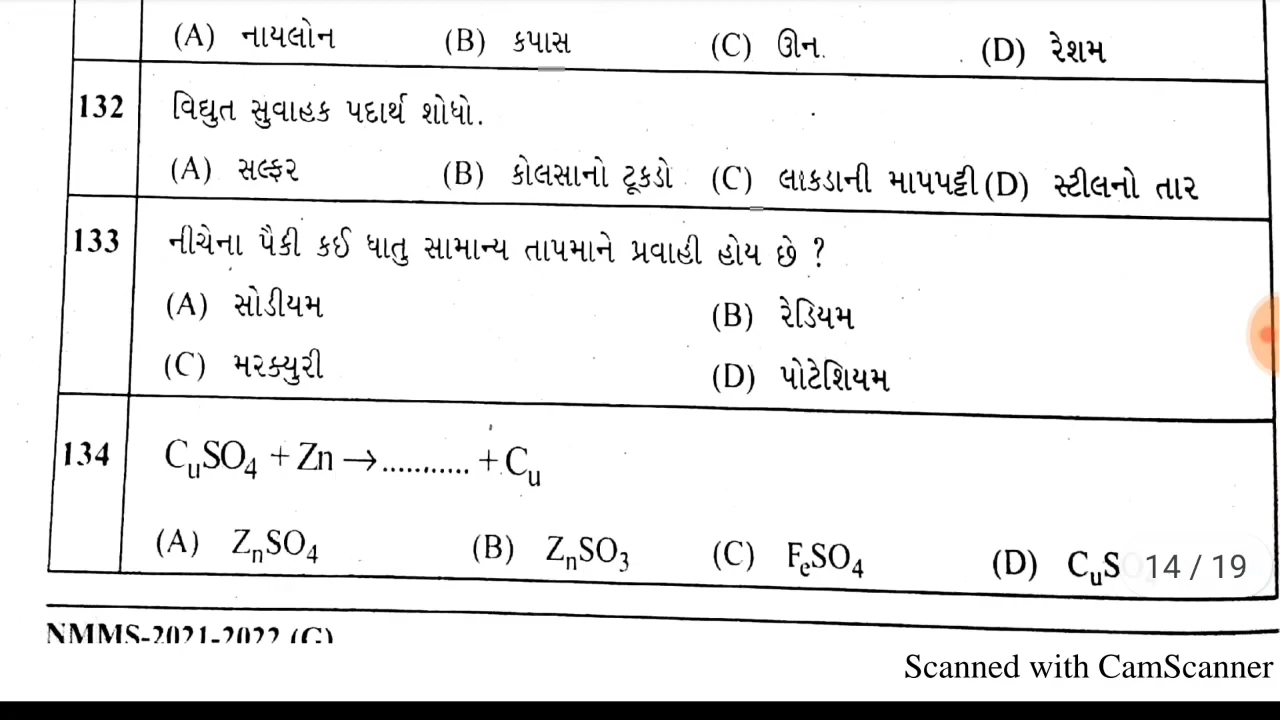 (A) નાયલોન (B) કપાસ (C) ઊન. (D) રેશમ
132 વિદ્યુત સુવાહક પદાર્થ શોધો.
(A) સલ્ફર (B) કોલસાનો ટૂકડો (C) લાકડાની માપપટ્ટી (D) સ્ટીલનો તાર
133 નીચેના પૈકી કઈ ધાતુ સામાન્ય તાપમાને પ્રવાહી હોય છે ?
(A) સોડીયમ (B) રેડિયમ
(C) મરક્યુરી (D) પોટેશિયમ
134 CuSO4 + Zn → ........... + Cu
(A) ZnSO4 (B) ZnSO3 (C) FeSO4 (D) CuS 14 / 19
NMMS-2021-2022 (G)
Scanned with CamScanner